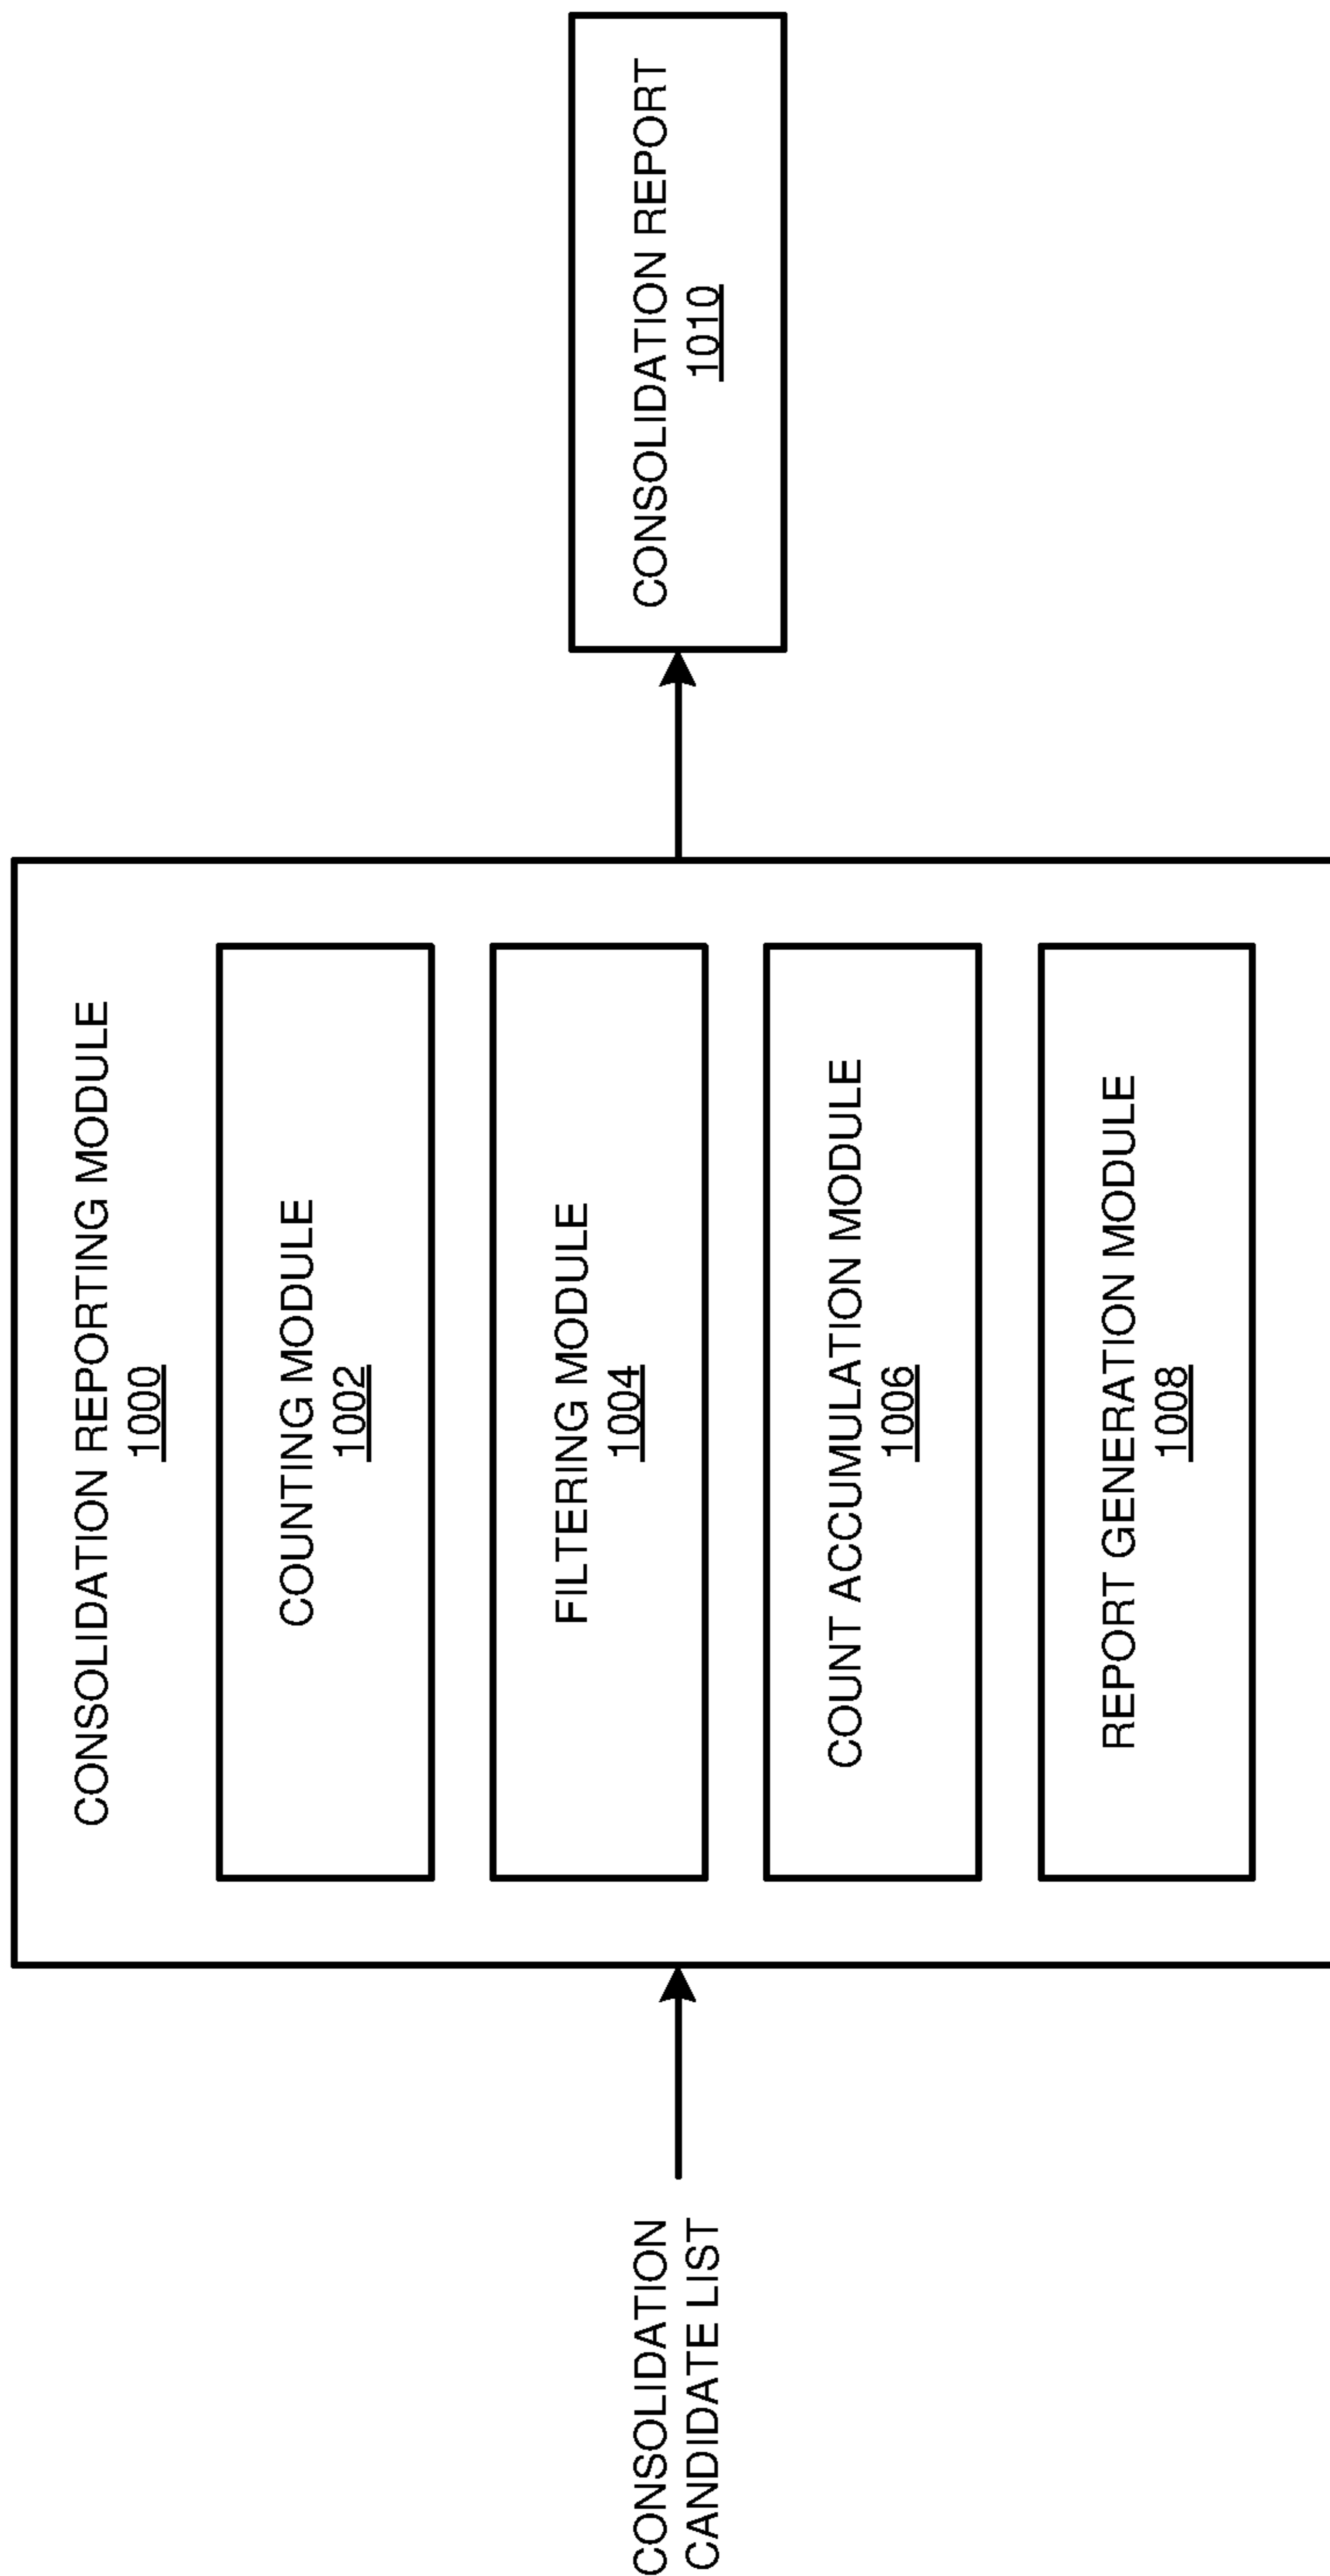 CONSOLIDATION
CANDIDATE LIST
CONSOLIDATION REPORTING MODULE
1000
COUNTING MODULE
1002
FILTERING MODULE
1004
COUNT ACCUMULATION MODULE
1006
REPORT GENERATION MODULE
1008
CONSOLIDATION REPORT
1010